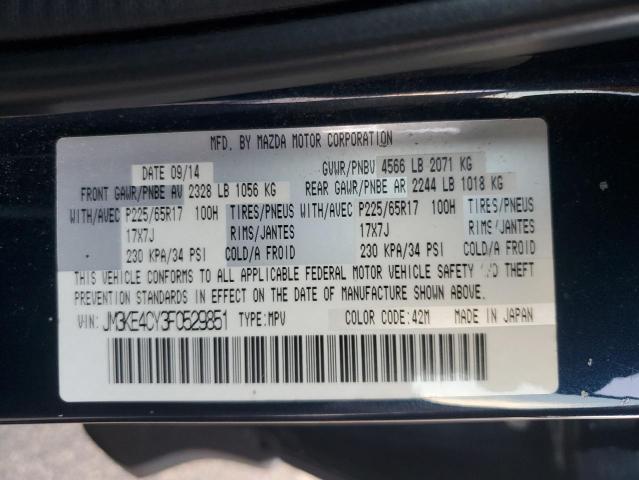 MFD. BY MAZDA MOTOR CORPORATION
DATE 09/14 GVWR/PNBV 4566 LB 2071 KG
FRONT GAWR/PNBE AV 2328 LB 1056 KG REAR GAWR/PNBE AR 2244 LB 1018 KG
WITH/AVEC P225/65R17 100H TIRES/PNEUS WITH/AVEC P225/65R17 100H TIRES/PNEUS
17X7J RIMS/JANTES 17X7J RIMS/JANTES
230 KPA/34 PSI COLD/A FROID 230 KPA/34 PSI COLD/A FROID
THIS VEHICLE CONFORMS TO ALL APPLICABLE FEDERAL MOTOR VEHICLE SAFETY AND THEFT
PREVENTION STANDARDS IN EFFECT ON THE DATE OF MANUFACTURE SHOWN ABOVE.
VIN: JM3KE4CY3F0529851 TYPE: MPV COLOR CODE: 42M MADE IN JAPAN